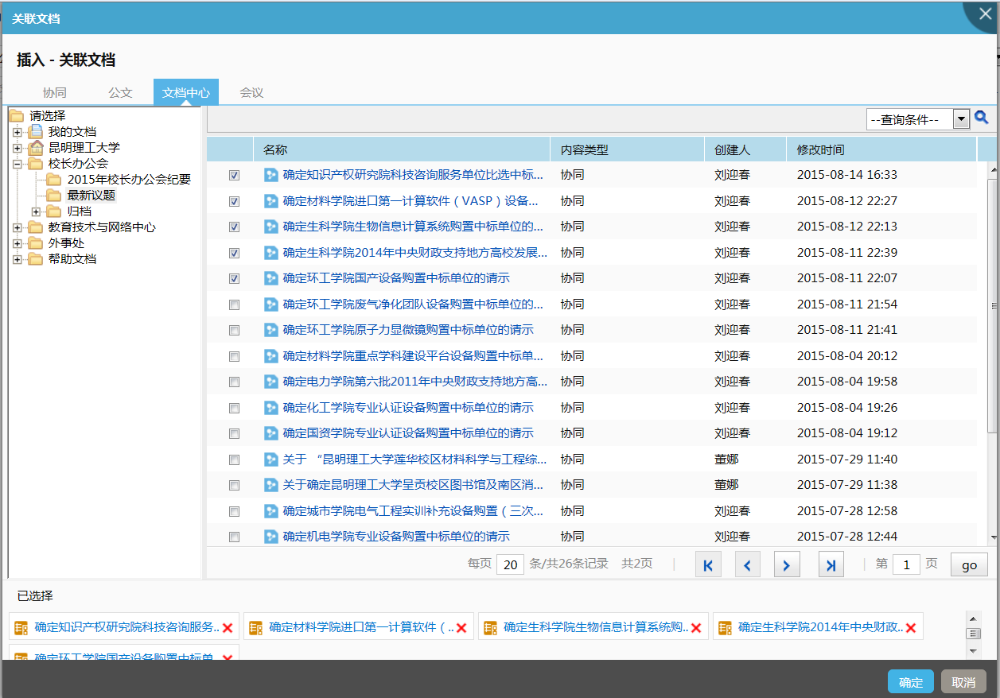 关联文档
插入 - 关联文档
协同 公文 文档中心 会议
请选择
我的文档
昆明理工大学
校长办公会
2015年校长办公会纪要
最新议题
归档
教育技术与网络中心
外事处
帮助文档
--查询条件--
名称 内容类型 创建人 修改时间
确定知识产权研究院科技咨询服务单位比选中标... 协同 刘迎春 2015-08-14 16:33
确定材料学院进口第一计算软件（VASP）设备... 协同 刘迎春 2015-08-12 22:27
确定生科学院生物信息计算系统购置中标单位的... 协同 刘迎春 2015-08-12 22:13
确定生科学院2014年中央财政支持地方高校发展... 协同 刘迎春 2015-08-11 22:39
确定环工学院国产设备购置中标单位的请示 协同 刘迎春 2015-08-11 22:07
确定环工学院废气净化团队设备购置中标单位的... 协同 刘迎春 2015-08-11 21:54
确定环工学院原子力显微镜购置中标单位的请示 协同 刘迎春 2015-08-11 21:41
确定材料学院重点学科建设平台设备购置中标单... 协同 刘迎春 2015-08-04 20:12
确定电力学院第六批2011年中央财政支持地方高... 协同 刘迎春 2015-08-04 19:58
确定化工学院专业认证设备购置中标单位的请示 协同 刘迎春 2015-08-04 19:26
确定国资学院专业认证设备购置中标单位的请示 协同 刘迎春 2015-08-04 19:12
关于 “昆明理工大学莲华校区材料科学与工程综... 协同 董娜 2015-07-29 11:40
关于确定昆明理工大学呈贡校区图书馆及南区消... 协同 董娜 2015-07-29 11:38
确定城市学院电气工程实训补充设备购置（三次... 协同 刘迎春 2015-07-28 12:58
确定机电学院专业设备购置中标单位的请示 协同 刘迎春 2015-07-28 12:44
每页 20 条/共26条记录 共2页 第 1 页 go
已选择
确定知识产权研究院科技咨询服务.. 确定材料学院进口第一计算软件（.. 确定生科学院生物信息计算系统购.. 确定生科学院2014年中央财政..
确定环工学院国产设备购置中标单
确定 取消